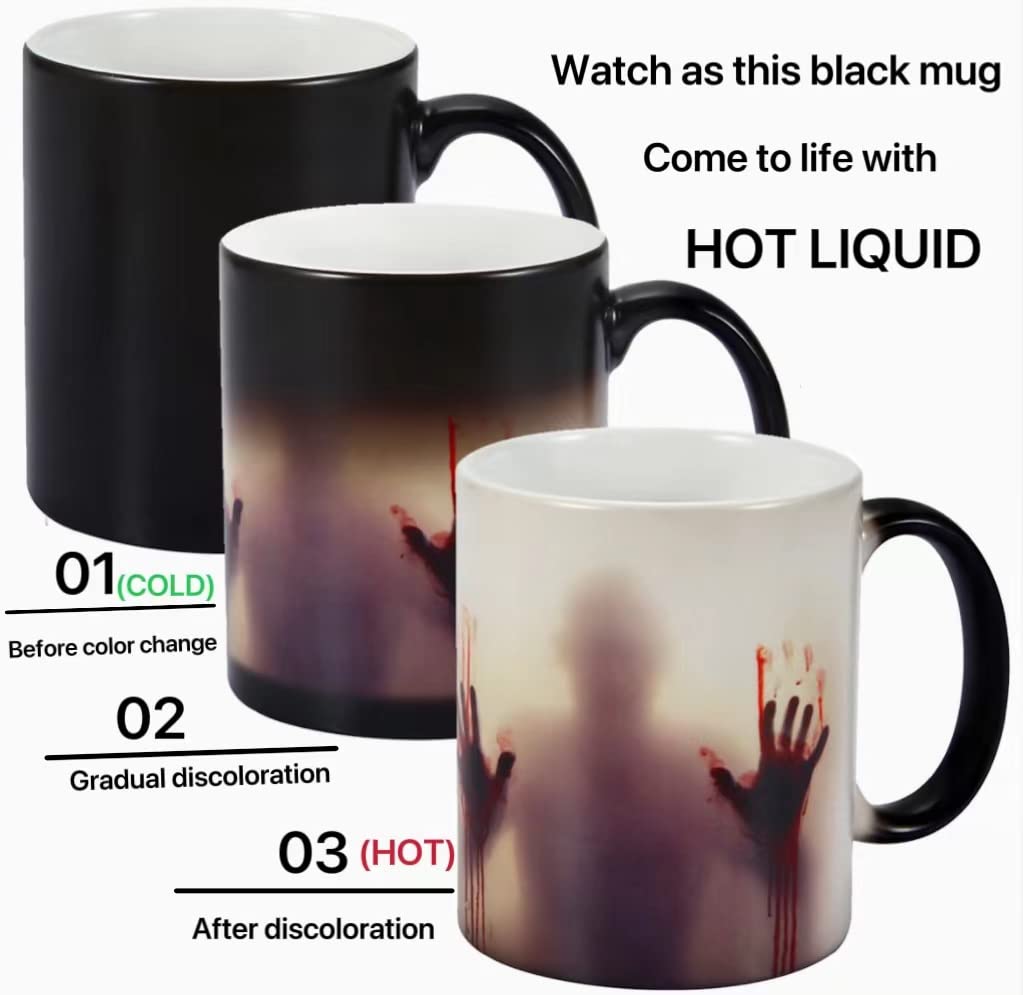 Watch as this black mug
Come to life with
HOT LIQUID
01(COLD)
Before color change
02
Gradual discoloration
03 (HOT)
After discoloration